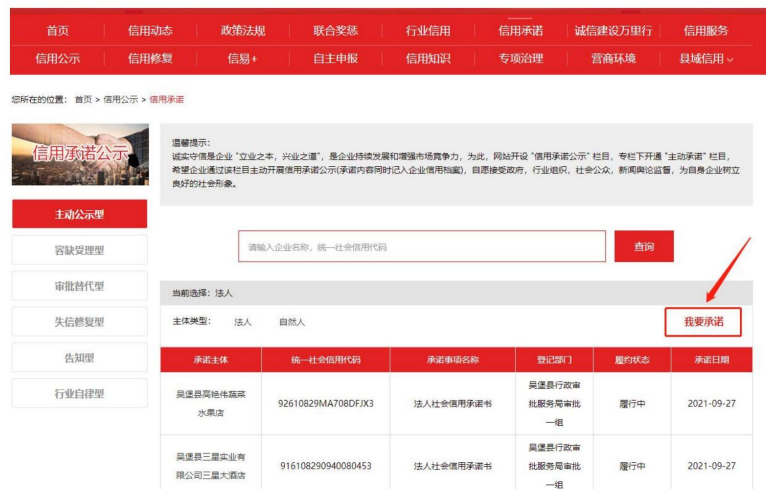 首页 信用动态 政策法规 联合奖惩 行业信用 信用承诺 诚信建设万里行 信用服务
信用公示 信用修复 信易+ 自主申报 信用知识 专项治理 营商环境 县域信用
您所在的位置： 首页 > 信用公示 > 信用承诺
信用承诺公示
温馨提示:
诚实守信是企业 "立业之本，兴业之道"，是企业持续发展和增强市场竞争力，为此，网站开设 "信用承诺公示" 栏目，专栏下开通 "主动承诺" 栏目，
希望企业通过该栏目主动开展信用承诺公示(承诺内容同时记入企业信用档案)，自愿接受政府，行业组织，社会公众，新闻舆论监督，为自身企业树立
良好的社会形象。
主动公示型
容缺受理型
审批替代型
失信修复型
告知型
行业自律型
请输入企业名称，统一社会信用代码
查询
当前选择：法人
主体类型： 法人 自然人
我要承诺
承诺主体 统一社会信用代码 承诺事项名称 登记部门 履约状态 承诺日期
吴堡县高艳伟蔬菜
水果店
92610829MA708DFJX3
法人社会信用承诺书
吴堡县行政审
批服务局审批
一组
履行中
2021-09-27
吴堡县三星实业有
限公司三星大酒店
916108290940080453
法人社会信用承诺书
吴堡县行政审
批服务局审批
一组
履行中
2021-09-27